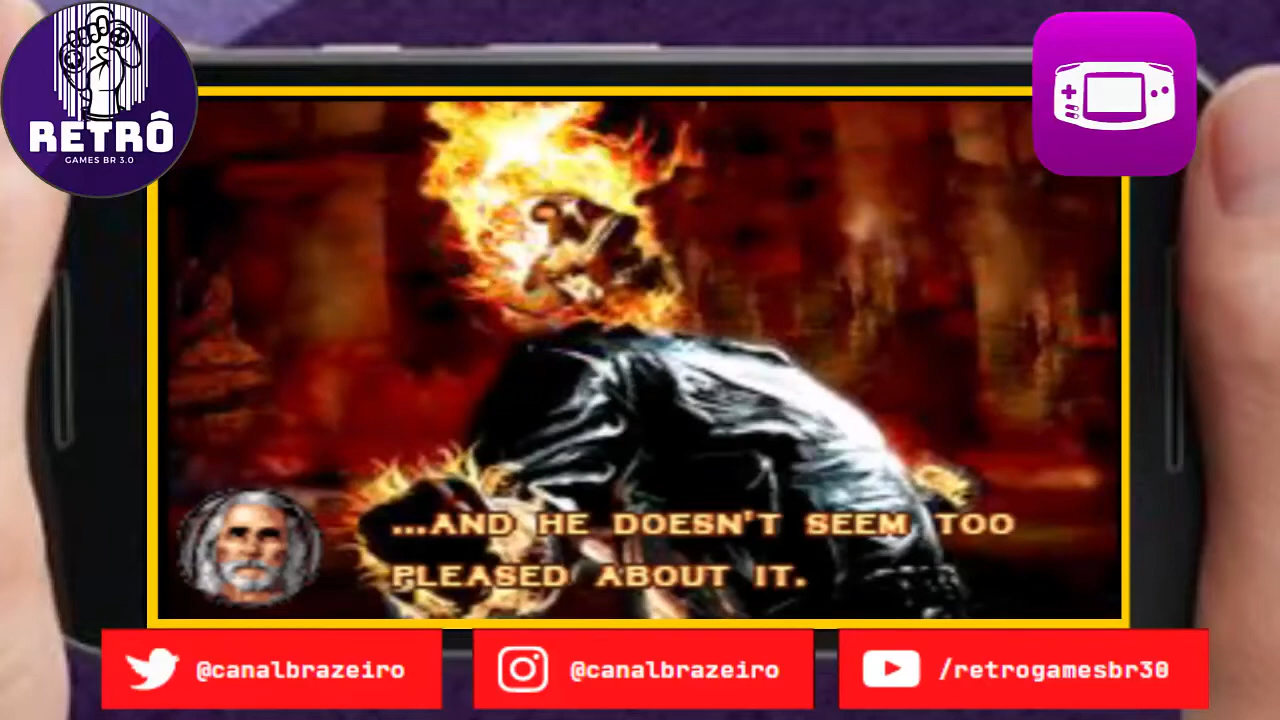 RETRÔ
GAMES BR 3.0
...AND HE DOESN'T SEEM TOO
PLEASED ABOUT IT.
@canalbrazeiro
@canalbrazeiro
/retrogamesbr30